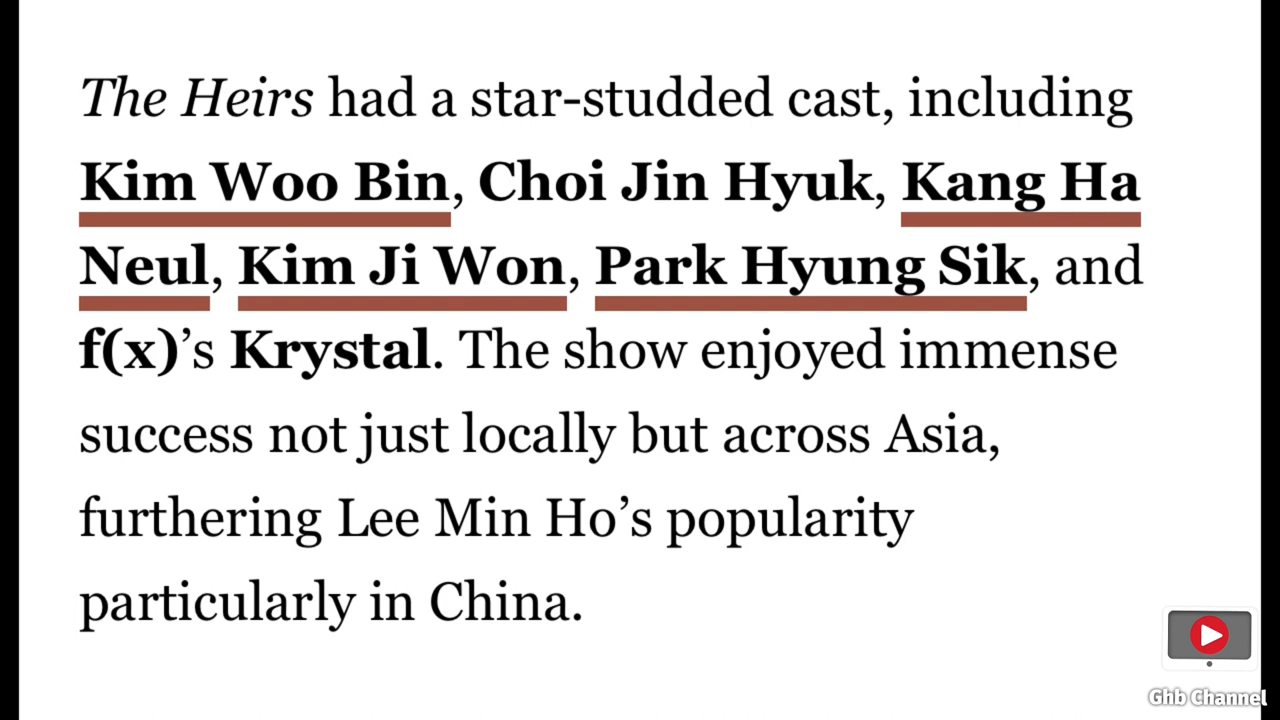 The Heirs had a star-studded cast, including
Kim Woo Bin, Choi Jin Hyuk, Kang Ha
Neul, Kim Ji Won, Park Hyung Sik, and
f(x)’s Krystal. The show enjoyed immense
success not just locally but across Asia,
furthering Lee Min Ho’s popularity
particularly in China.
Ghb Channel